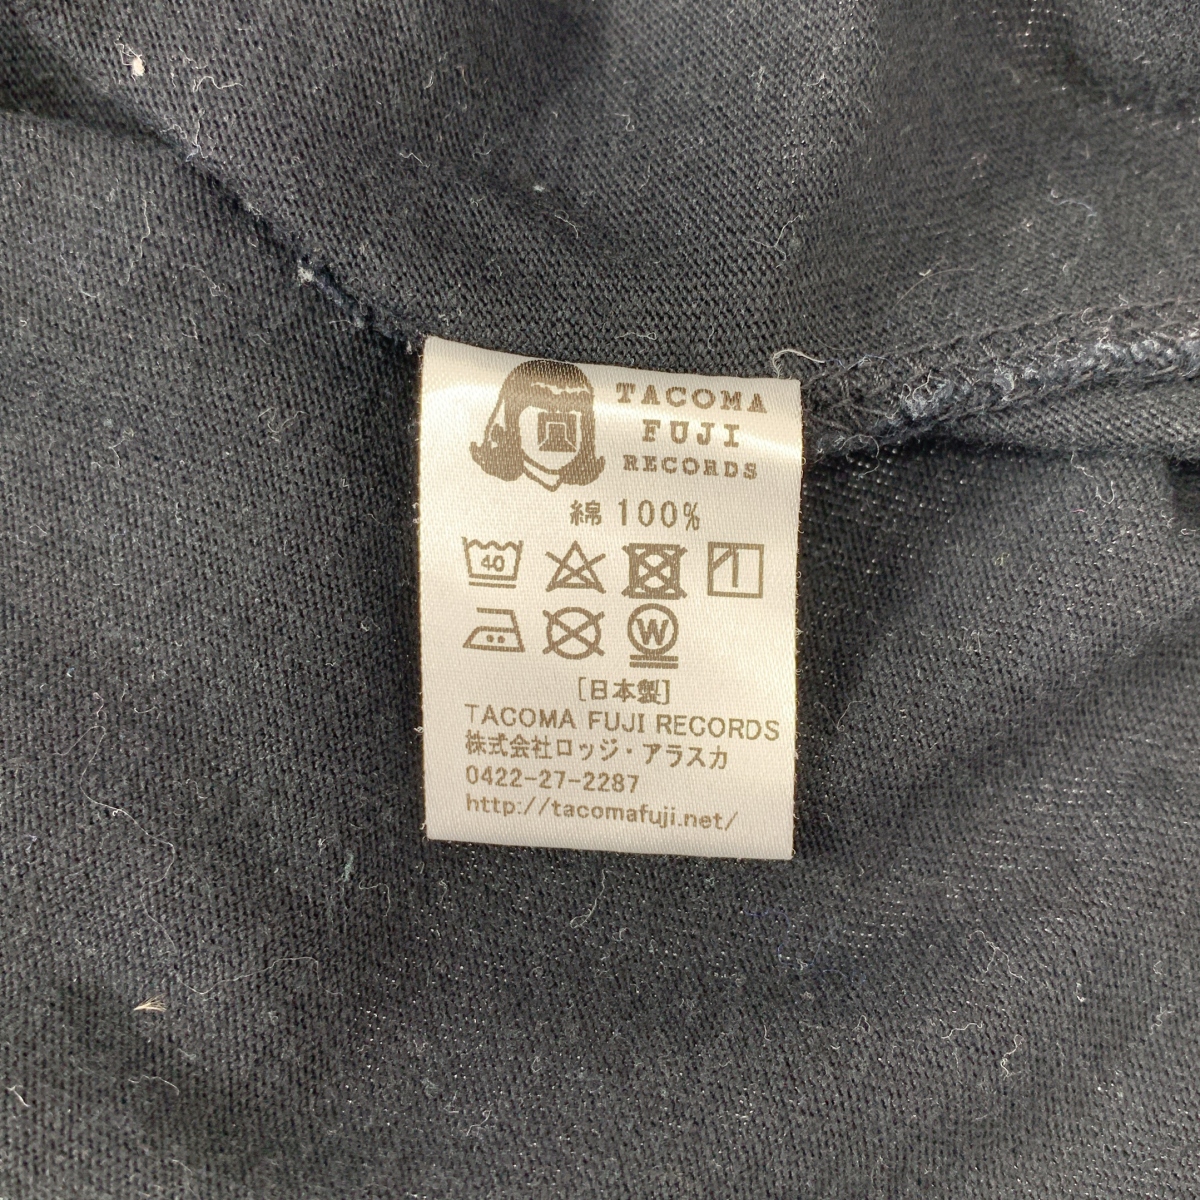 TACOMA
FUJI
RECORDS
綿 100%
40
W
[日本製]
TACOMA FUJI RECORDS
株式会社ロッジ・アラスカ
0422-27-2287
http://tacomafuji.net/